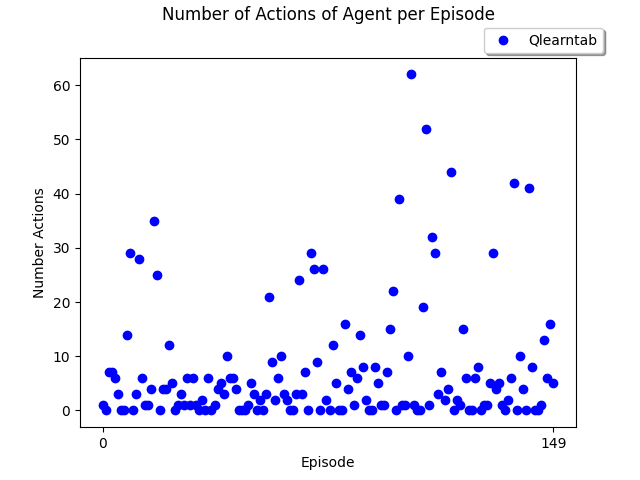 Number of Actions of Agent per Episode
Qlearntab
60
50
40
30
20
10
0
Number Actions
0 149
Episode